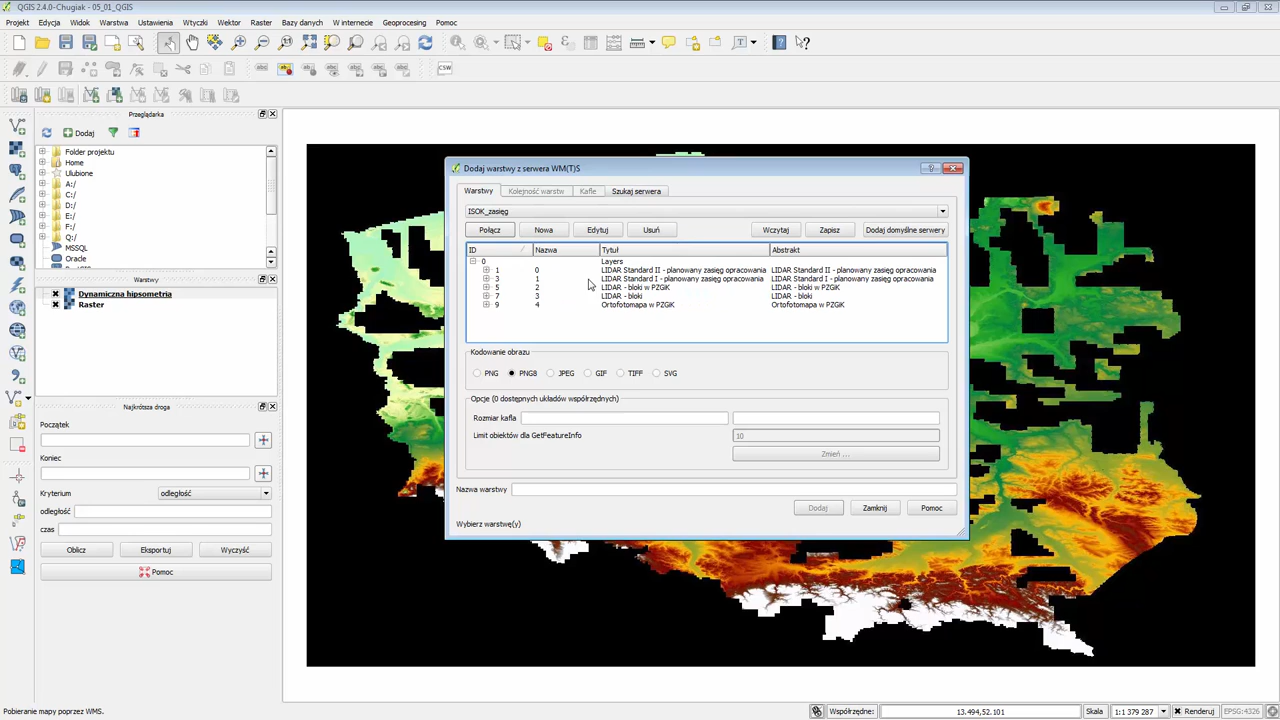 QGIS 2.4.0-Chugiak - 05_01_QGIS
Projekt Edycja Widok Warstwa Ustawienia Wtyczki Wektor Raster Bazy danych W internecie Geoprocesing Pomoc
CSW
Przeglądarka
Dodaj
Folder projektu
Home
Ulubione
A:/
C:/
D:/
E:/
F:/
Q:/
MSSQL
Oracle
Warstwy
Dynamiczna hipsometria
Raster
Najkrótsza droga
Początek
Koniec
Kryterium odległość
odległość
czas
Oblicz Eksportuj Wyczyść
Pomoc
Dodaj warstwy z serwera WM(T)S
Warstwy Kolejność warstw Kafle Szukaj serwera
ISOK_zasięg
Połącz Nowa Edytuj Usuń Wczytaj Zapisz Dodaj domyślne serwery
ID Nazwa Tytuł Abstrakt
0 Layers
1 0 LIDAR Standard II - planowany zasięg opracowania LIDAR Standard II - planowany zasięg opracowania
3 1 LIDAR Standard I - planowany zasięg opracowania LIDAR Standard I - planowany zasięg opracowania
5 2 LIDAR - bloki w PZGiK LIDAR - bloki w PZGiK
7 3 LIDAR - bloki LIDAR - bloki
9 4 Ortofotomapa w PZGiK Ortofotomapa w PZGiK
Kodowanie obrazu
PNG PNG8 JPEG GIF TIFF SVG
Opcje (0 dostępnych układów współrzędnych)
Rozmiar kafla
Limit obiektów dla GetFeatureInfo 10
Zmień ...
Nazwa warstwy
Dodaj Zamknij Pomoc
Wybierz warstwę(y)
Pobieranie mapy poprzez WMS. Współrzędne: 13.494,52.101 Skala 1:1 379 287 Renderuj EPSG:4326